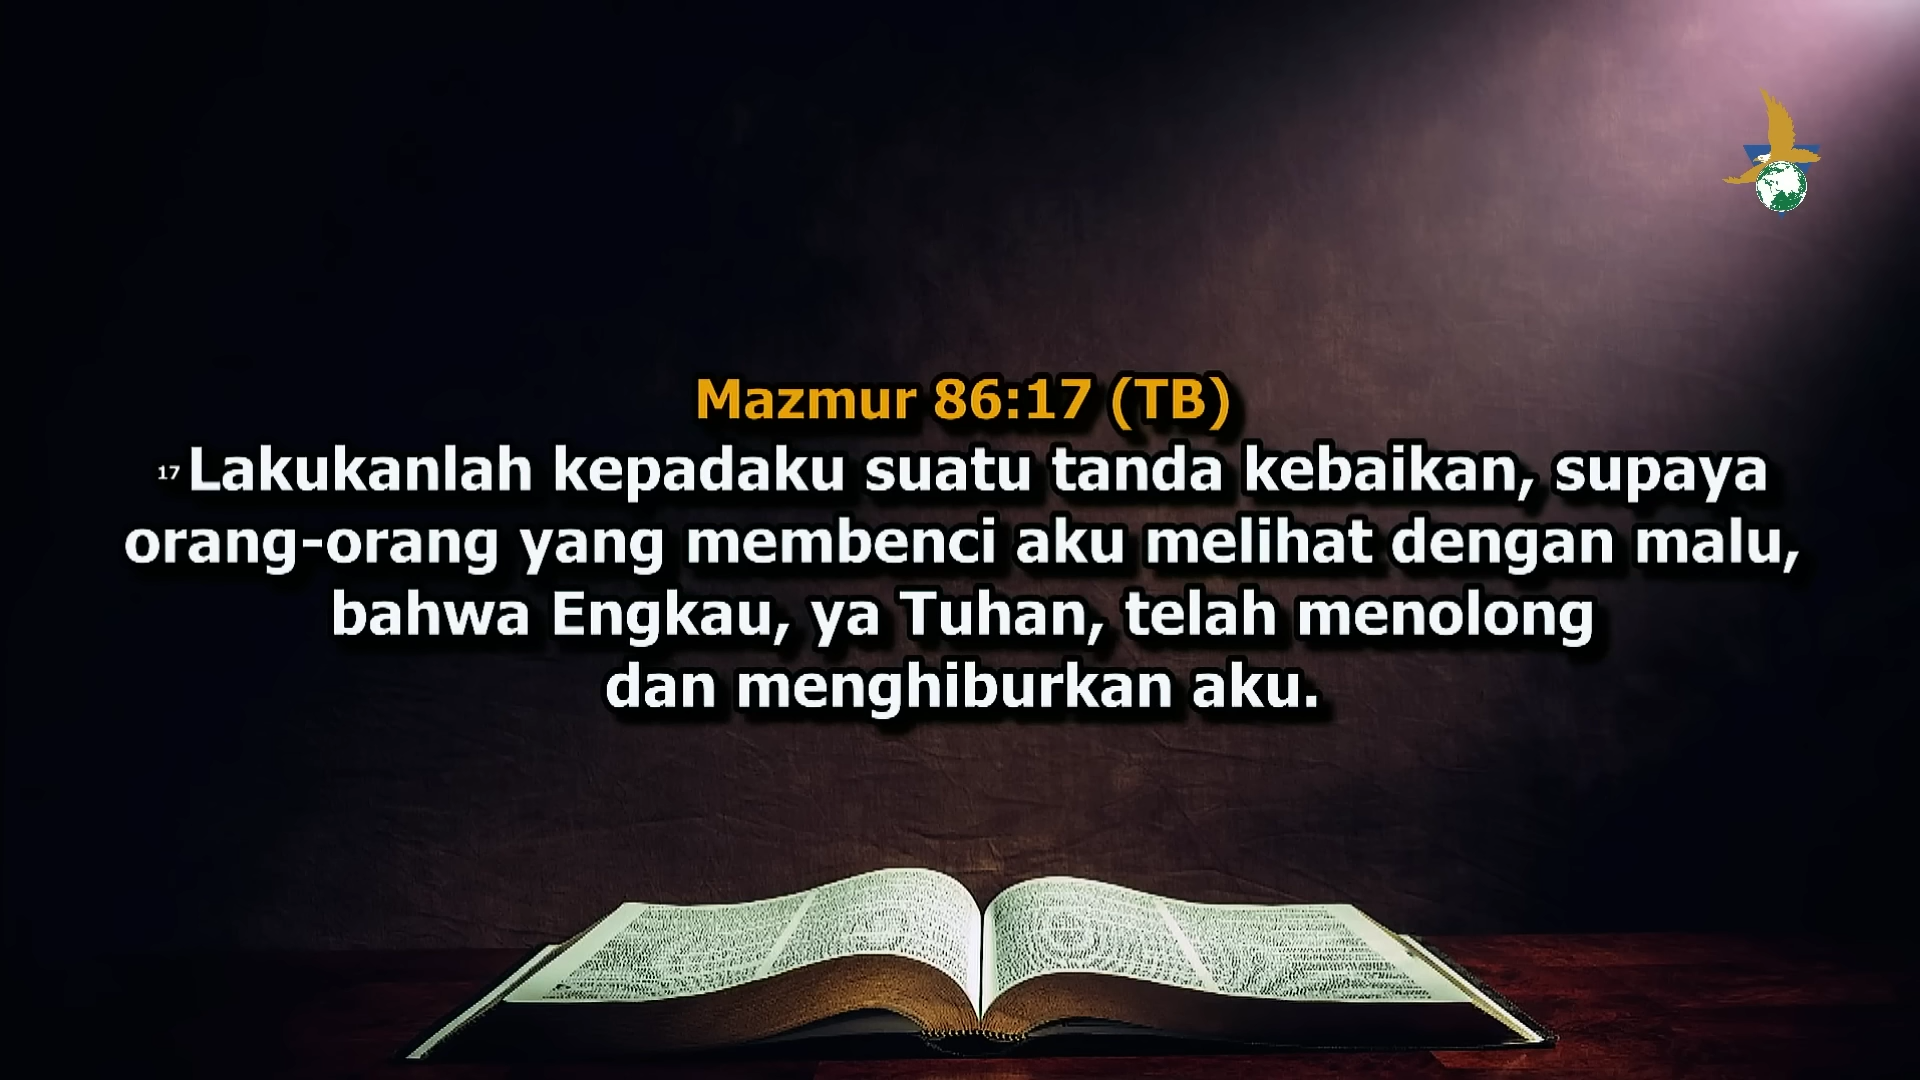 Mazmur 86:17 (TB)
17 Lakukanlah kepadaku suatu tanda kebaikan, supaya
orang-orang yang membenci aku melihat dengan malu,
bahwa Engkau, ya Tuhan, telah menolong
dan menghiburkan aku.